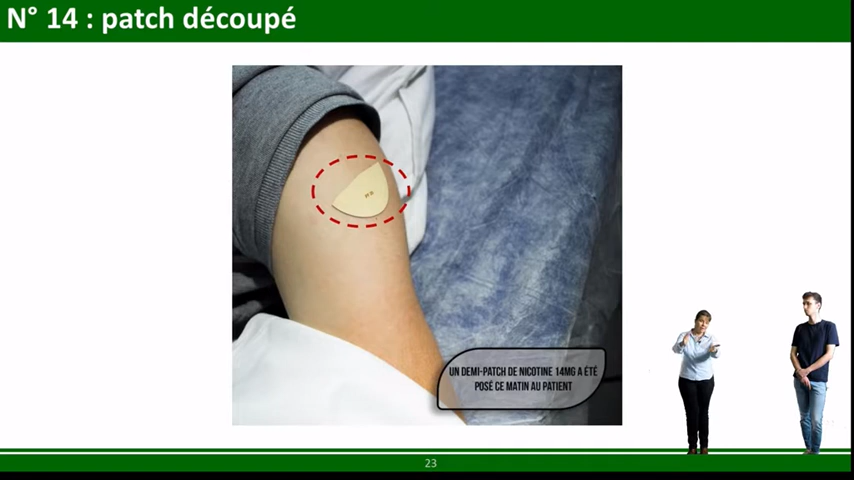 N° 14 : patch découpé
UN DEMI-PATCH DE NICOTINE 14MG A ÉTÉ
POSÉ CE MATIN AU PATIENT
23